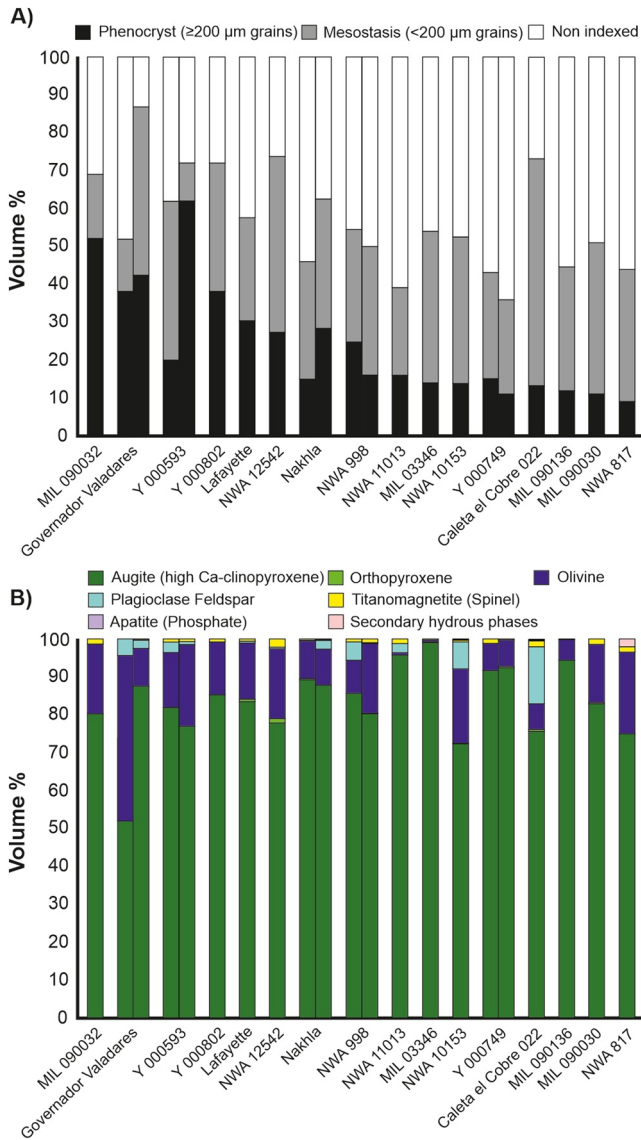 A)
Phenocryst (≥200 µm grains) Mesostasis (<200 µm grains) Non indexed
100
90
80
70
60
50
40
30
20
10
0
Volume %
MIL 090032
Governador Valadares
Y 000593
Y 000802
Lafayette
NWA 12542
Nakhla
NWA 998
NWA 11013
MIL 03346
NWA 10153
Y 000749
Caleta el Cobre 022
MIL 090136
MIL 090030
NWA 817
B)
Augite (high Ca-clinopyroxene) Orthopyroxene Olivine
Plagioclase Feldspar Titanomagnetite (Spinel)
Apatite (Phosphate) Secondary hydrous phases
100
90
80
70
60
50
40
30
20
10
0
Volume %
MIL 090032
Governador Valadares
Y 000593
Y 000802
Lafayette
NWA 12542
Nakhla
NWA 998
NWA 11013
MIL 03346
NWA 10153
Y 000749
Caleta el Cobre 022
MIL 090136
MIL 090030
NWA 817